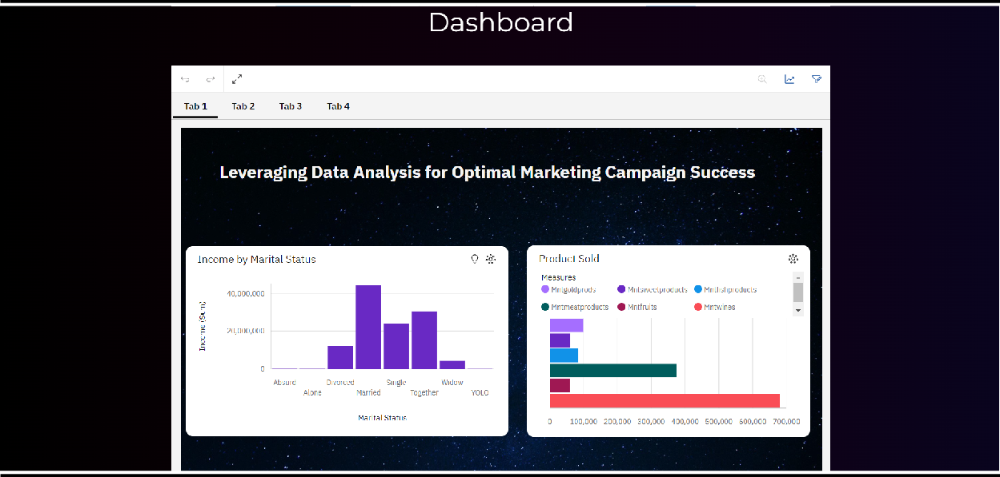 Dashboard
Tab 1 Tab 2 Tab 3 Tab 4
Leveraging Data Analysis for Optimal Marketing Campaign Success
Income by Marital Status
Income (Sum)
40,000,000
20,000,000
0
Absurd Divorced Single Widow
Alone Married Together YOLO
Marital Status
Product Sold
Measures
Mntgoldprods Mntsweetproducts Mntfishproducts
Mntmeatproducts Mntfruits Mntwines
0 100,000 200,000 300,000 400,000 500,000 600,000 700,000